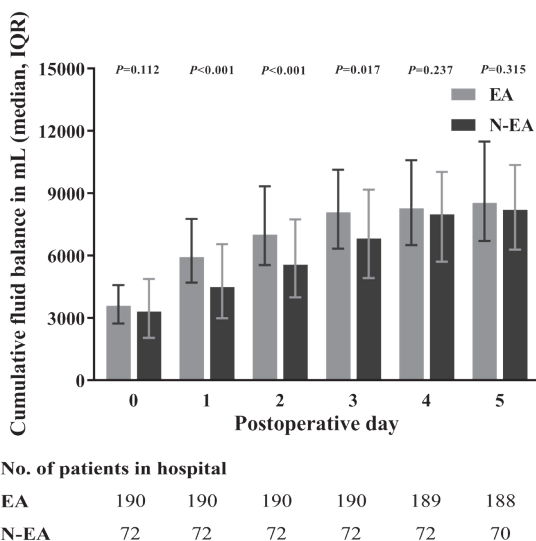 P=0.112 P<0.001 P<0.001 P=0.017 P=0.237 P=0.315
EA
N-EA
Cumulative fluid balance in mL (median, IQR)
15000
12000
9000
6000
3000
0
0 1 2 3 4 5
Postoperative day
No. of patients in hospital
EA 190 190 190 190 189 188
N-EA 72 72 72 72 72 70